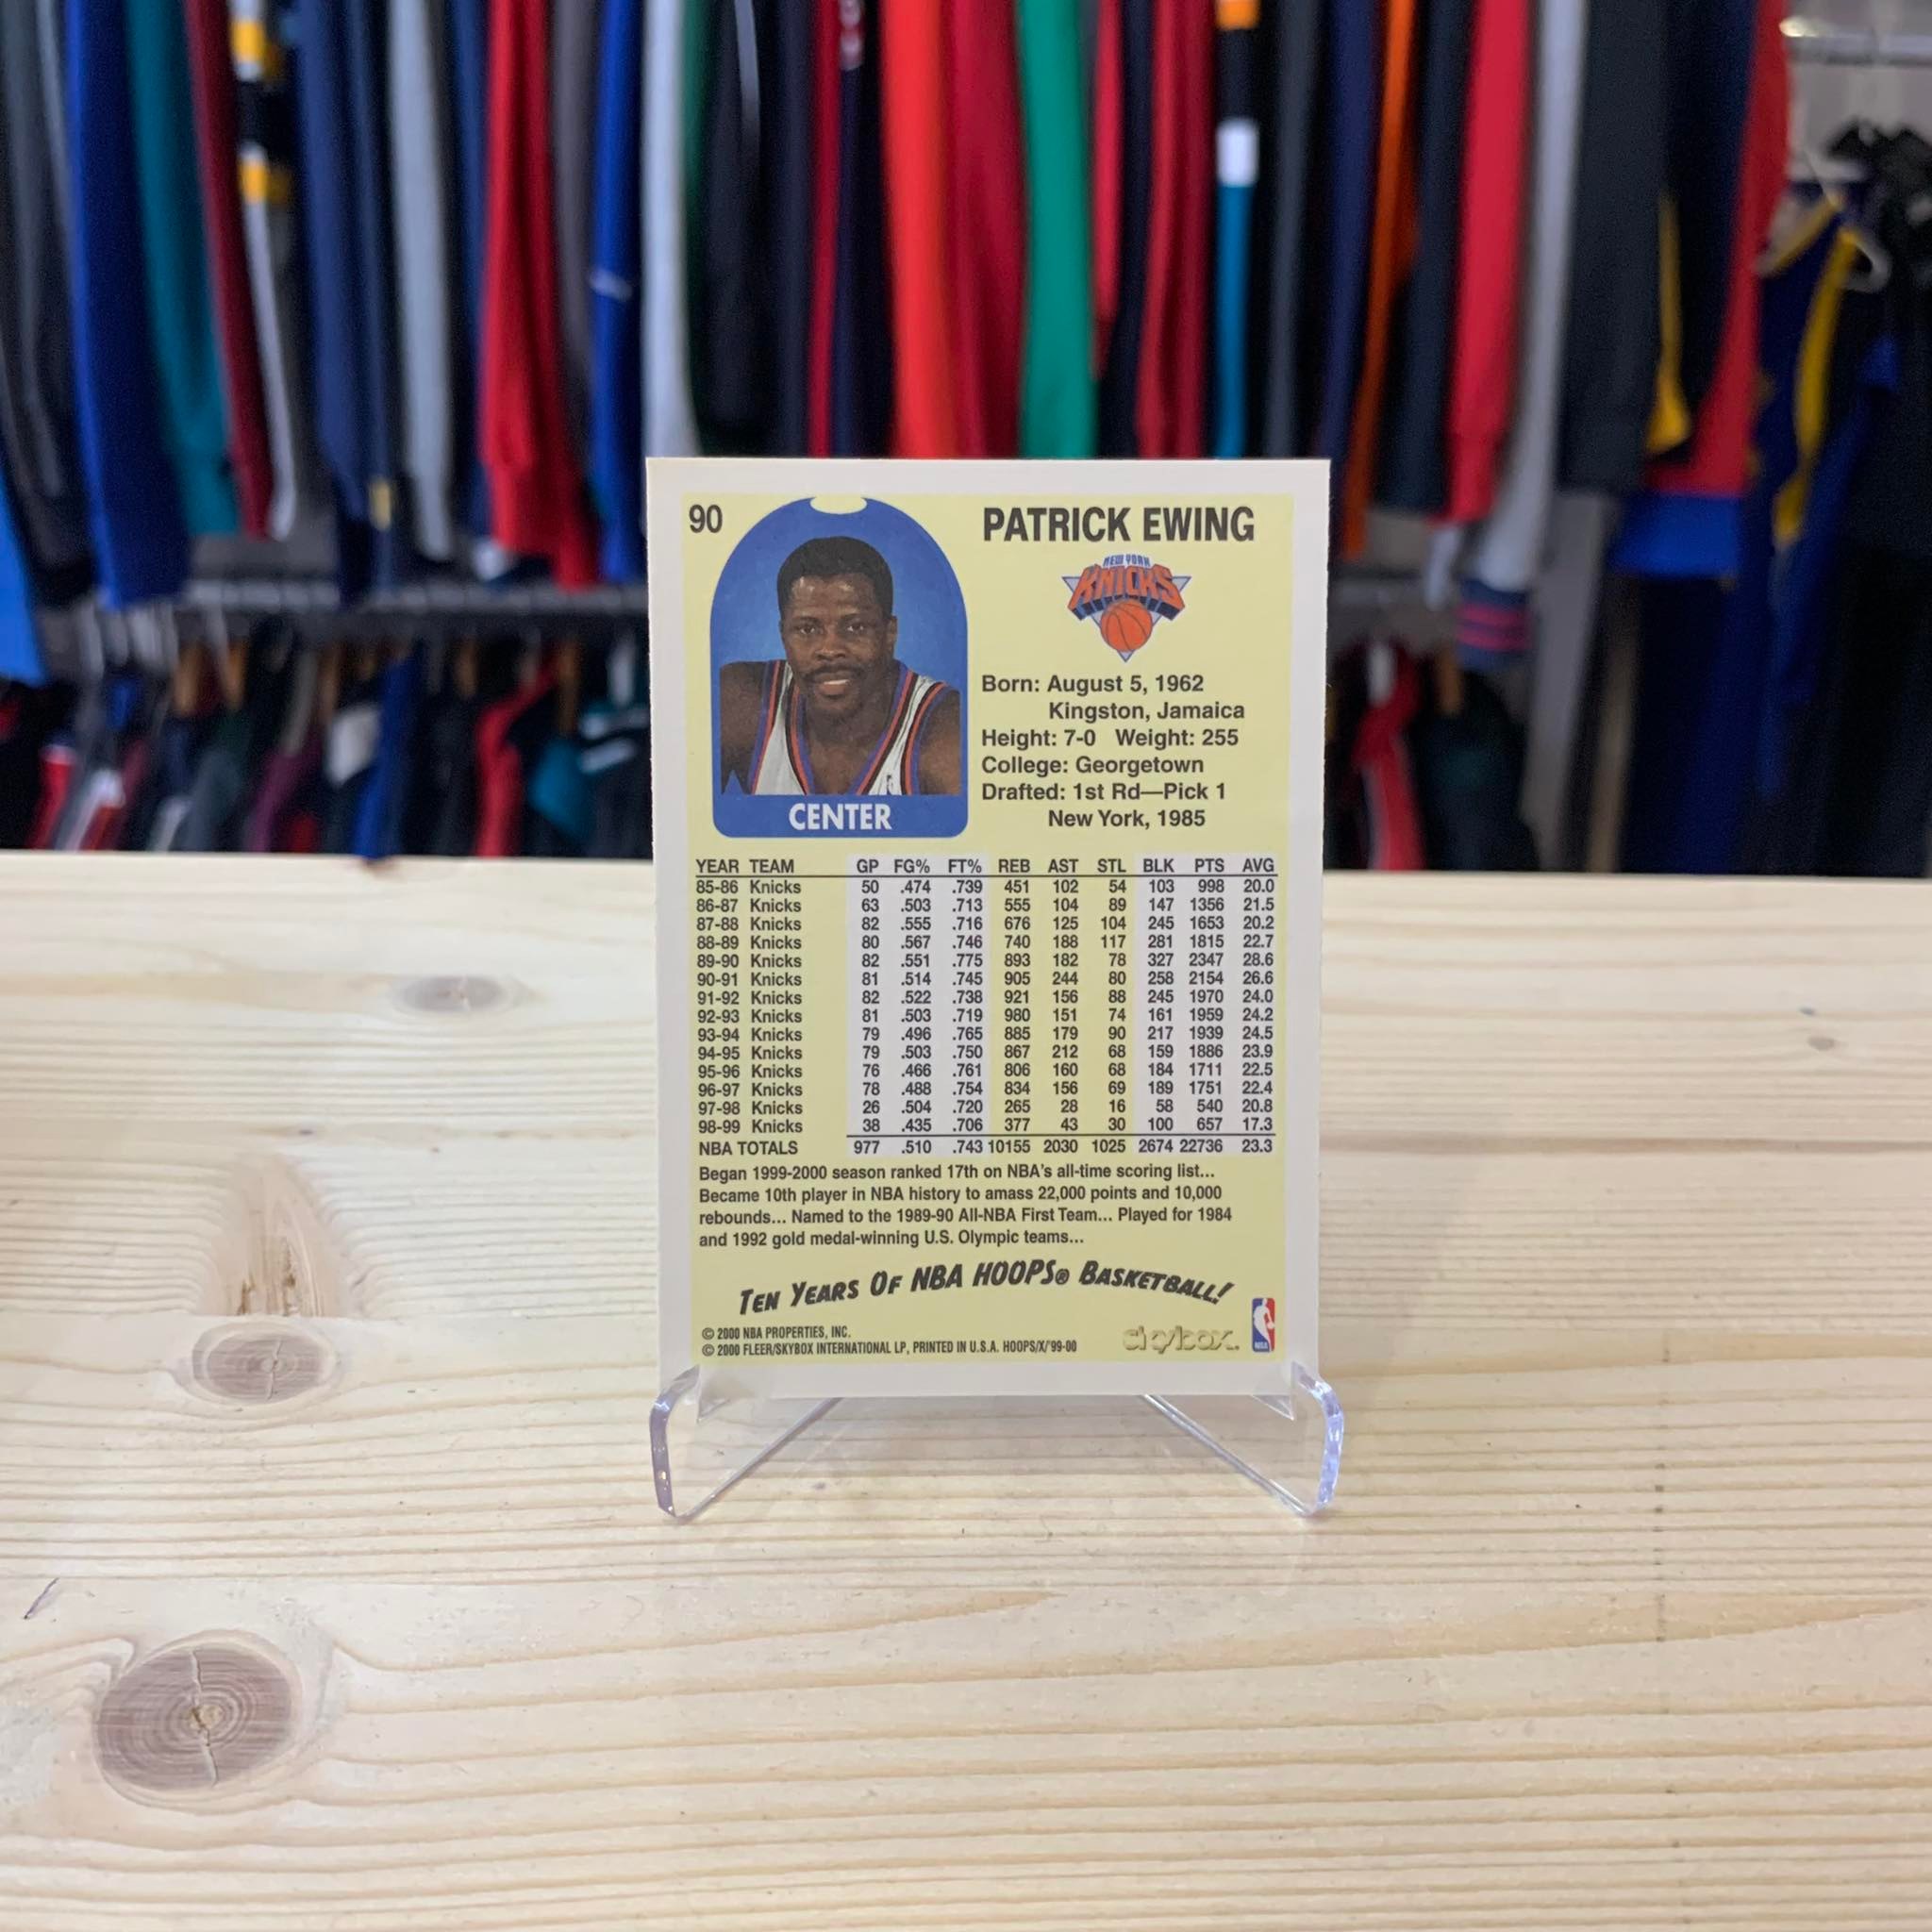 90
PATRICK EWING
NEW YORK
KNICKS
Born: August 5, 1962
Kingston, Jamaica
Height: 7-0 Weight: 255
College: Georgetown
Drafted: 1st Rd—Pick 1
New York, 1985
CENTER
YEAR TEAM GP FG% FT% REB AST STL BLK PTS AVG
85-86 Knicks 50 .474 .739 451 102 54 103 998 20.0
86-87 Knicks 63 .503 .713 555 104 89 147 1356 21.5
87-88 Knicks 82 .555 .716 676 125 104 245 1653 20.2
88-89 Knicks 80 .567 .746 740 188 117 281 1815 22.7
89-90 Knicks 82 .551 .775 893 182 78 327 2347 28.6
90-91 Knicks 81 .514 .745 905 244 80 258 2154 26.6
91-92 Knicks 82 .522 .738 921 156 88 245 1970 24.0
92-93 Knicks 81 .503 .719 980 151 74 161 1959 24.2
93-94 Knicks 79 .496 .765 885 179 90 217 1939 24.5
94-95 Knicks 79 .503 .750 867 212 68 159 1886 23.9
95-96 Knicks 76 .466 .761 806 160 68 184 1711 22.5
96-97 Knicks 78 .488 .754 834 156 69 189 1751 22.4
97-98 Knicks 26 .504 .720 265 28 16 58 540 20.8
98-99 Knicks 38 .435 .706 377 43 30 100 657 17.3
NBA TOTALS 977 .510 .743 10155 2030 1025 2674 22736 23.3
Began 1999-2000 season ranked 17th on NBA's all-time scoring list...
Became 10th player in NBA history to amass 22,000 points and 10,000
rebounds... Named to the 1989-90 All-NBA First Team... Played for 1984
and 1992 gold medal-winning U.S. Olympic teams...
TEN YEARS OF NBA HOOPS® BASKETBALL!
© 2000 NBA PROPERTIES, INC.
© 2000 FLEER/SKYBOX INTERNATIONAL LP, PRINTED IN U.S.A. HOOPS/X/'99-00
skybox.
NBA